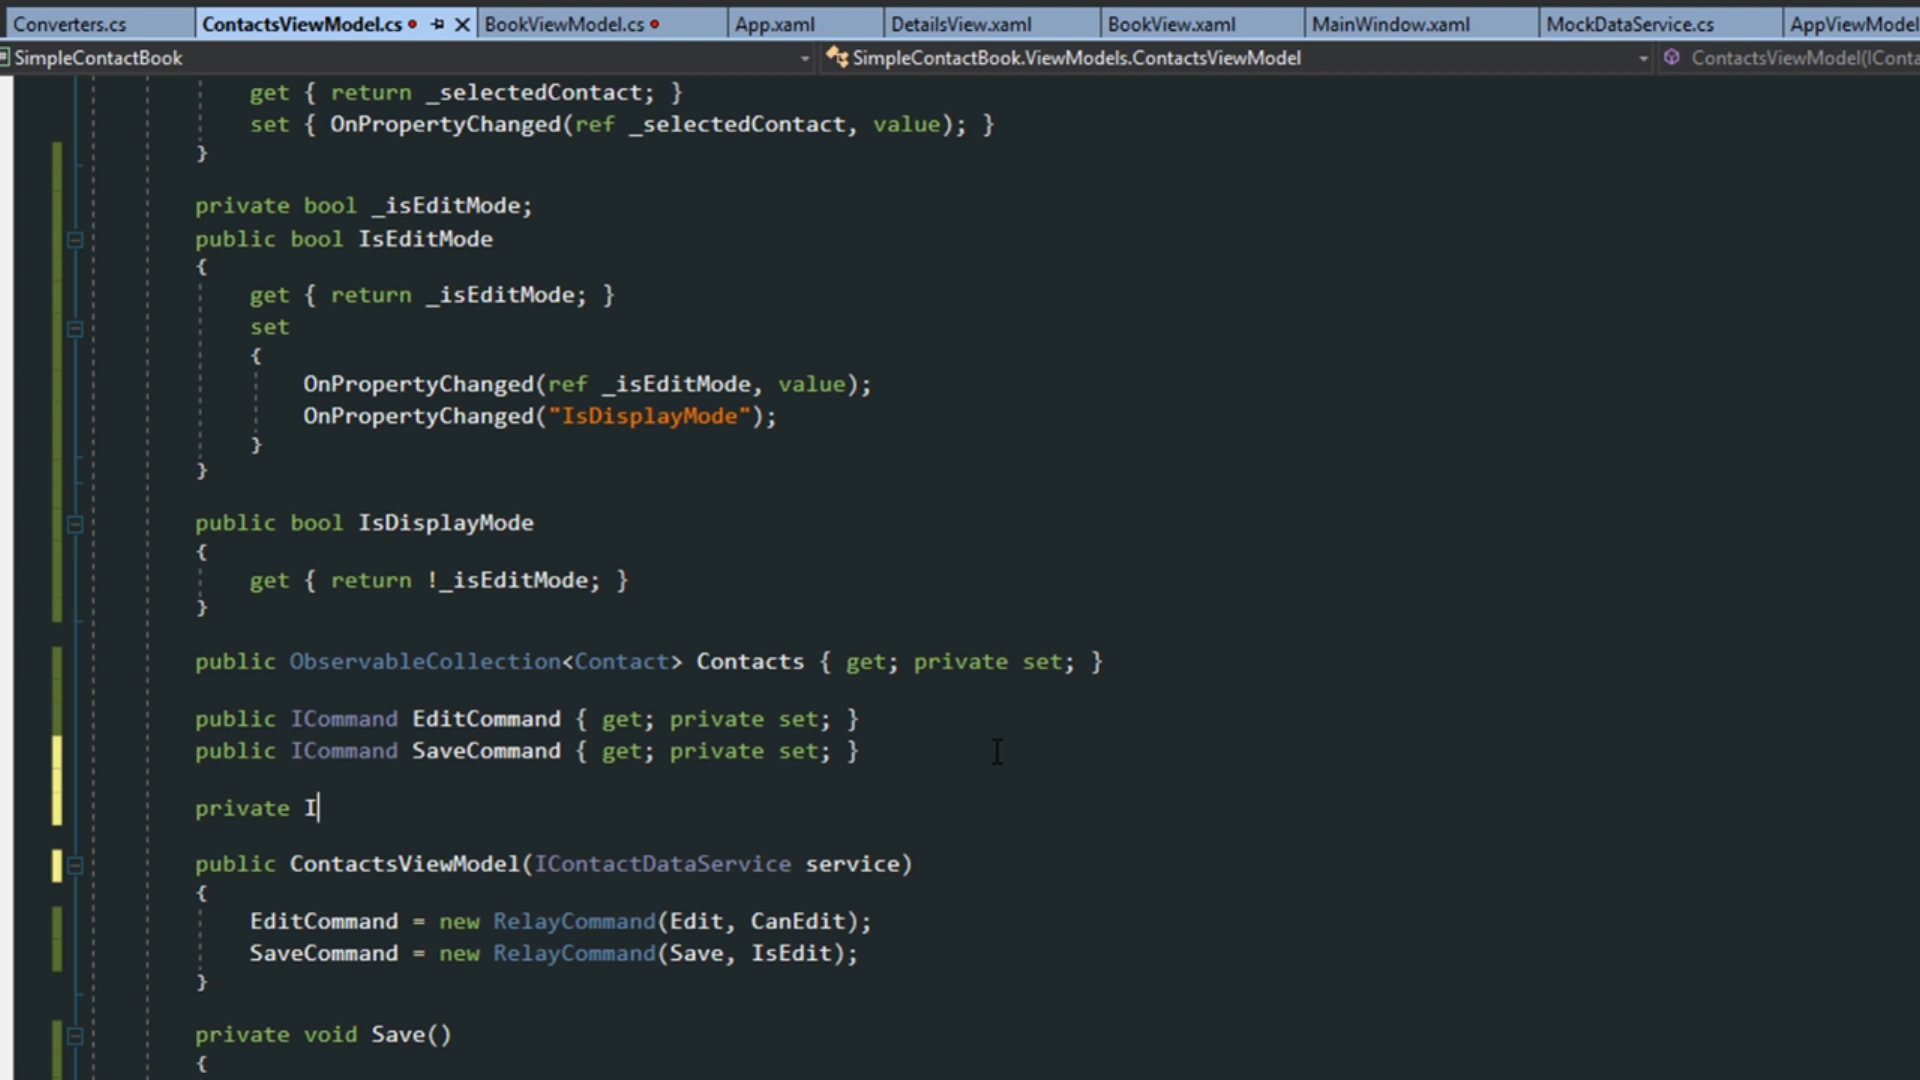 Converters.cs ContactsViewModel.cs BookViewModel.cs App.xaml DetailsView.xaml BookView.xaml MainWindow.xaml MockDataService.cs AppViewModel
SimpleContactBook SimpleContactBook.ViewModels.ContactsViewModel ContactsViewModel(IConta
get { return _selectedContact; }
set { OnPropertyChanged(ref _selectedContact, value); }
}
private bool _isEditMode;
public bool IsEditMode
{
get { return _isEditMode; }
set
{
OnPropertyChanged(ref _isEditMode, value);
OnPropertyChanged("IsDisplayMode");
}
}
public bool IsDisplayMode
{
get { return !_isEditMode; }
}
public ObservableCollection<Contact> Contacts { get; private set; }
public ICommand EditCommand { get; private set; }
public ICommand SaveCommand { get; private set; }
private I
public ContactsViewModel(IContactDataService service)
{
EditCommand = new RelayCommand(Edit, CanEdit);
SaveCommand = new RelayCommand(Save, IsEdit);
}
private void Save()
{